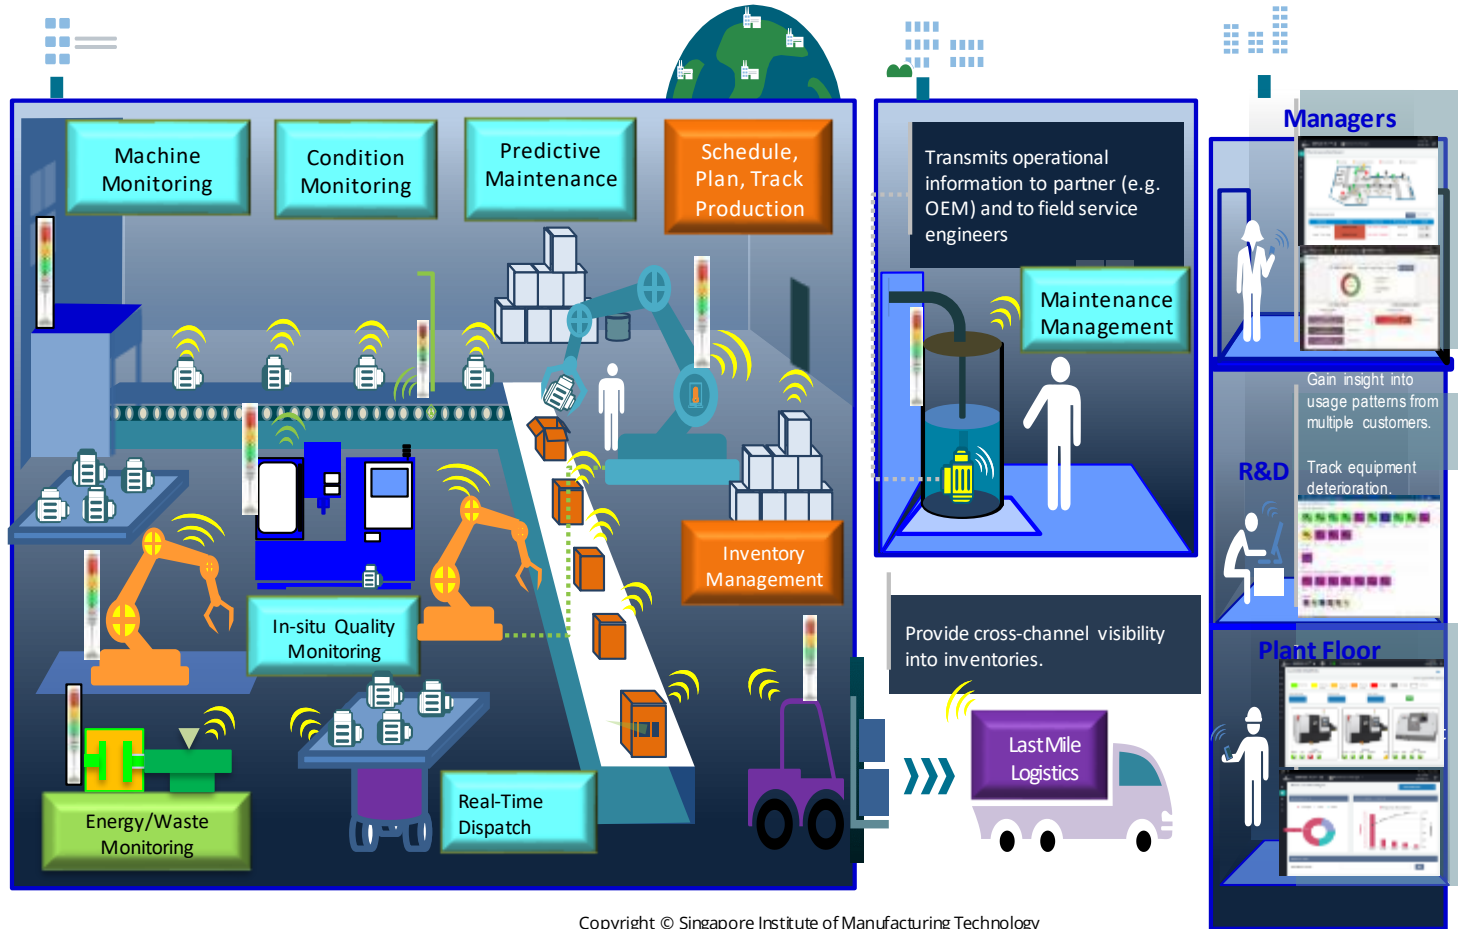 Machine
Monitoring
Condition
Monitoring
Predictive
Maintenance
Schedule,
Plan, Track
Production
Transmits operational
information to partner (e.g.
OEM) and to field service
engineers
Maintenance
Management
Managers
Gain insight into
usage patterns from
multiple customers.
R&D
Track equipment
deterioration.
Inventory
Management
In-situ Quality
Monitoring
Provide cross-channel visibility
into inventories.
Plant Floor
Last Mile
Logistics
Real-Time
Dispatch
Energy/Waste
Monitoring
Copyright © Singapore Institute of Manufacturing Technology